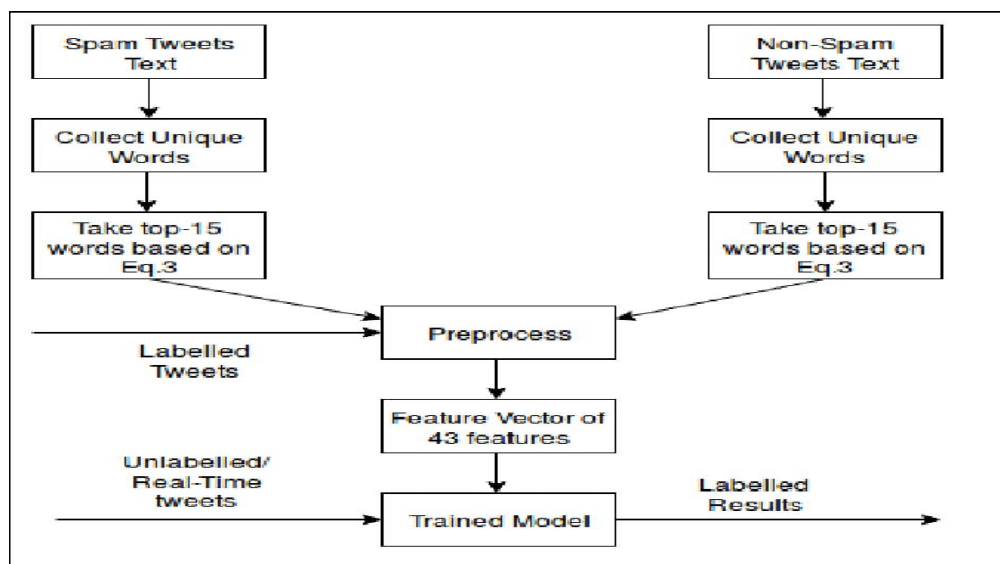 Spam Tweets
Text
Non-Spam
Tweets Text
Collect Unique
Words
Collect Unique
Words
Take top-15
words based on
Eq.3
Take top-15
words based on
Eq.3
Preprocess
Labelled
Tweets
Feature Vector of
43 features
Unlabelled/
Real-Time
tweets
Trained Model
Labelled
Results